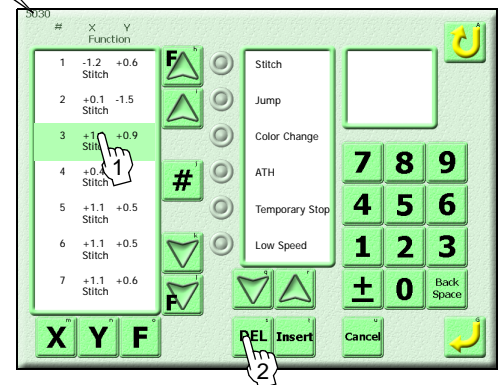 5030
# X Y
Function
1 -1.2 +0.6
Stitch
2 +0.1 -1.5
Stitch
3 +0.9
4
Stitch
5 +1.1 +0.5
Stitch
6 +1.1 +0.5
Stitch
7 +1.1 +0.6
Stitch
F h
i
# j
k
F l
Stitch
Jump
Color Change
ATH
Temporary Stop
Low Speed
A
7 8 9
4 5 6
1 2 3
± 0 Back Space
q r
X m Y n F o
DEL s Insert t Cancel u G
1
2